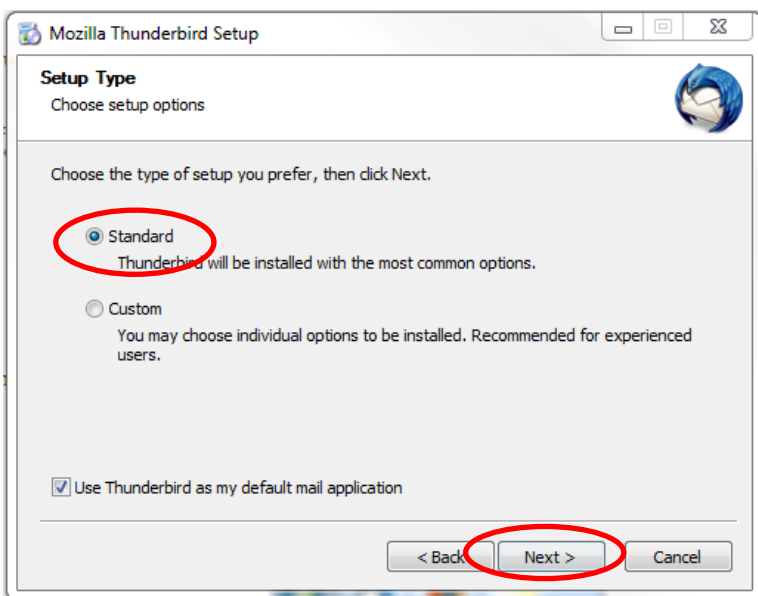 Mozilla Thunderbird Setup
Setup Type
Choose setup options
Choose the type of setup you prefer, then click Next.
Standard
Thunderbird will be installed with the most common options.
Custom
You may choose individual options to be installed. Recommended for experienced
users.
Use Thunderbird as my default mail application
< Back Next > Cancel